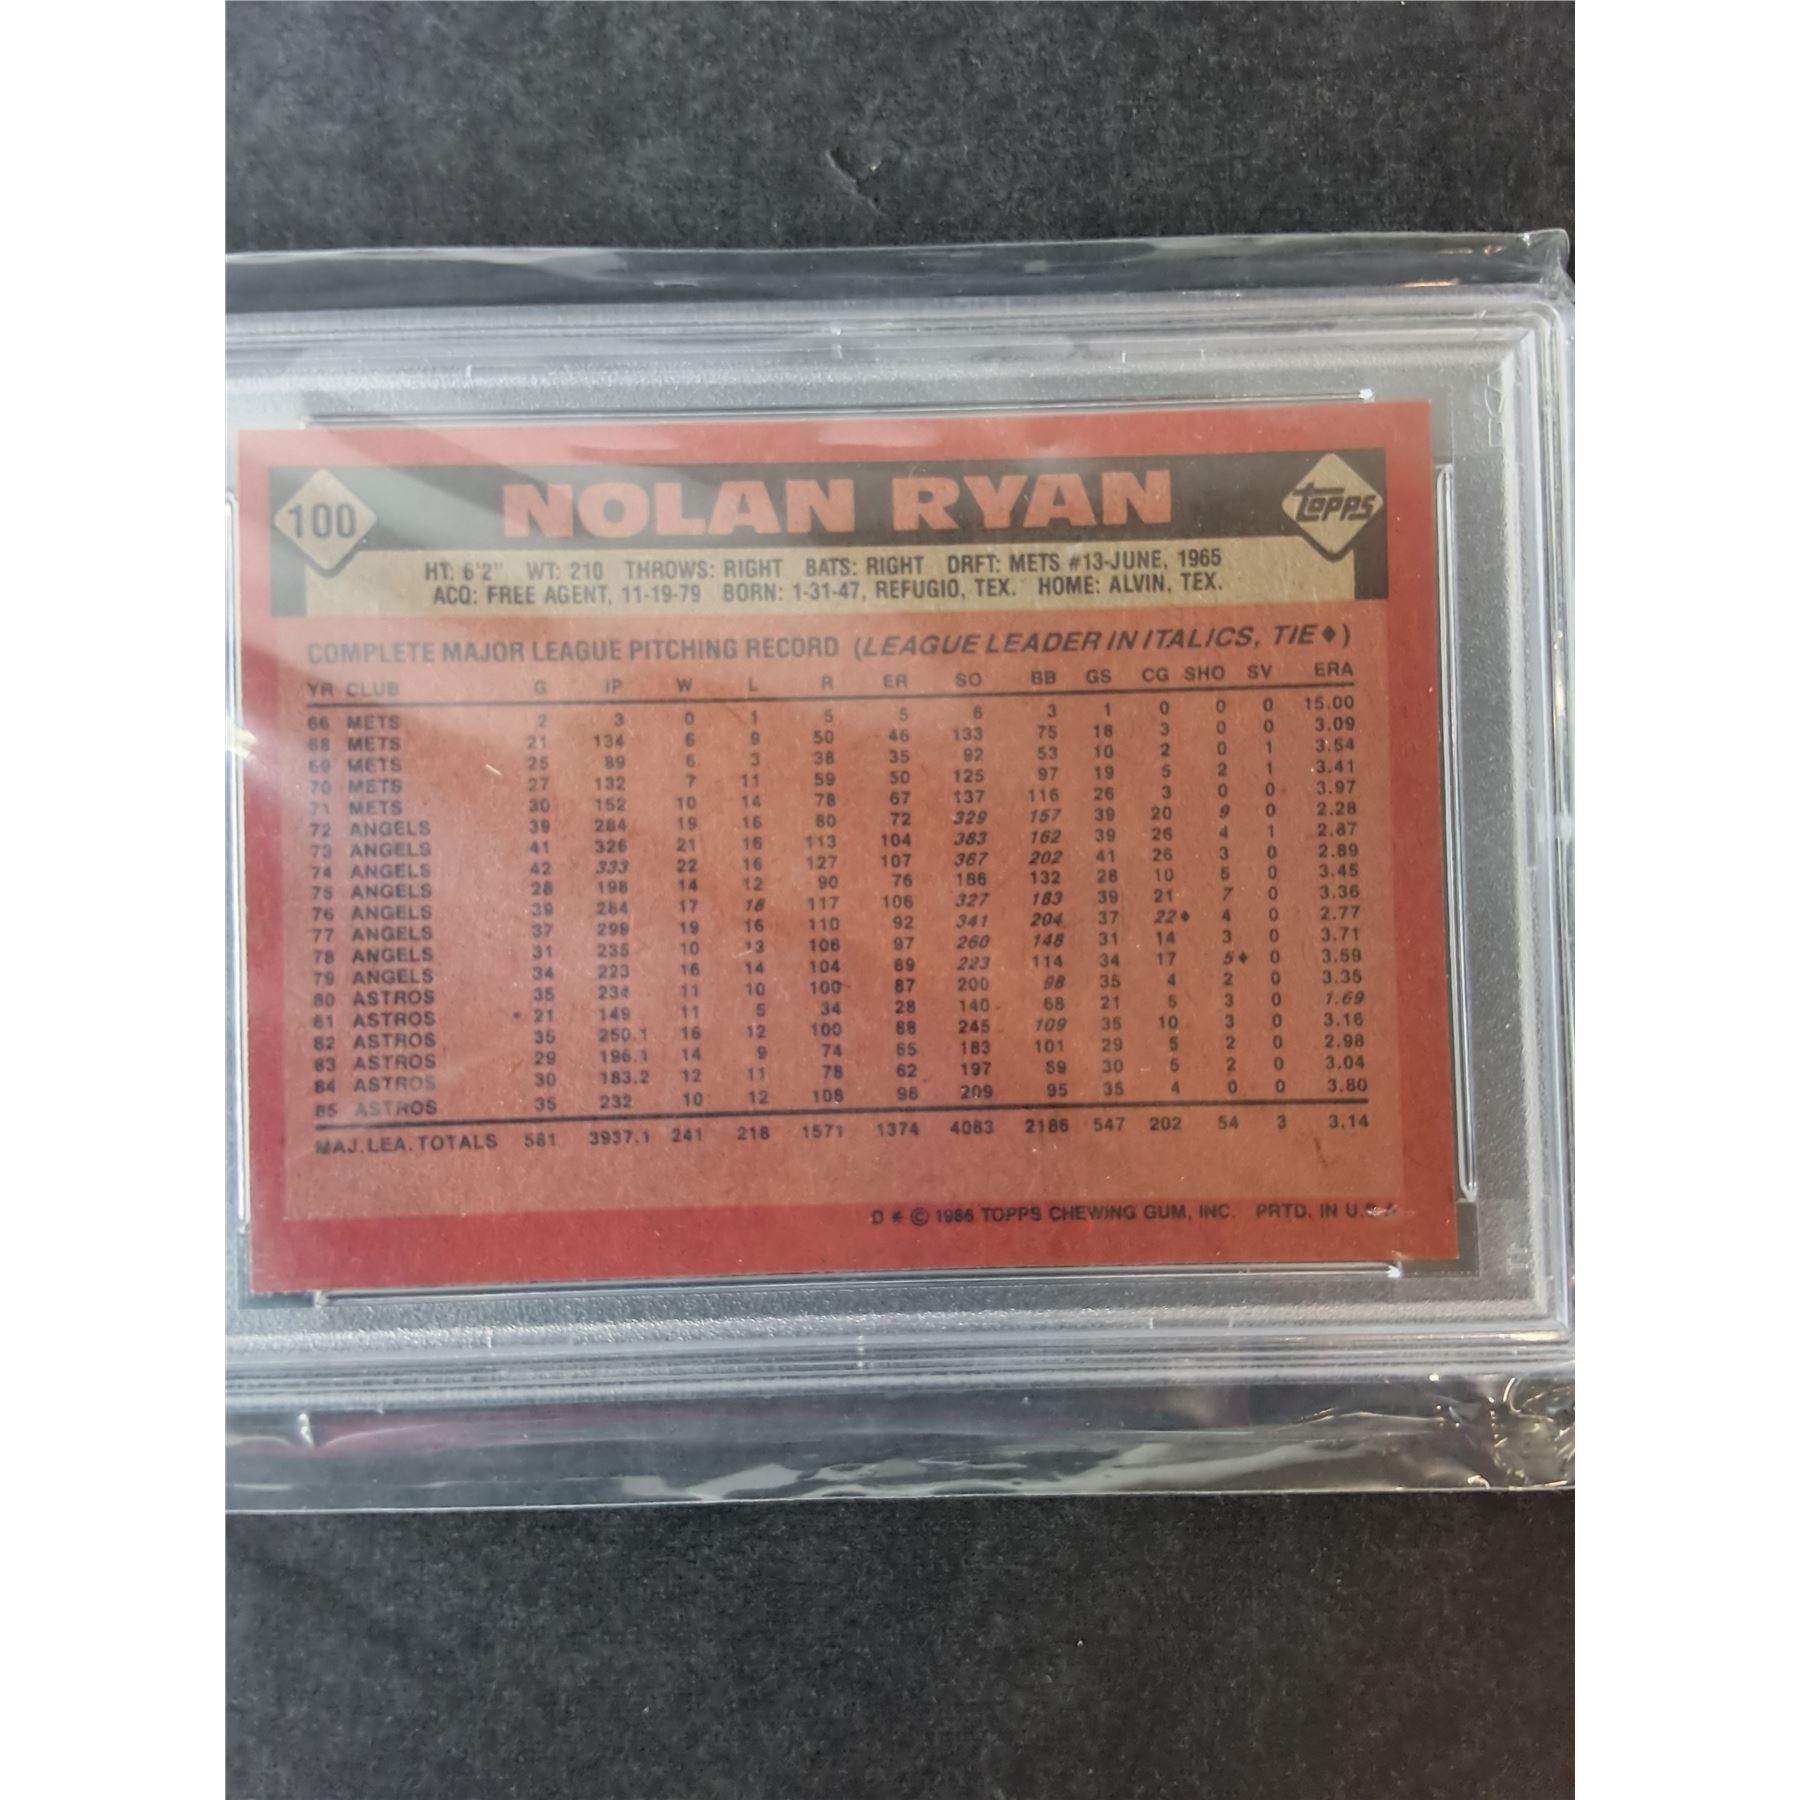 100 NOLAN RYAN TOPPS
HT: 6'2" WT: 210 THROWS: RIGHT BATS: RIGHT DRFT: METS #13-JUNE, 1965
ACQ: FREE AGENT, 11-19-79 BORN: 1-31-47, REFUGIO, TEX. HOME: ALVIN, TEX.
COMPLETE MAJOR LEAGUE PITCHING RECORD (LEAGUE LEADER IN ITALICS, TIE♦)
YR CLUB G IP W L R ER SO BB GS CG SHO SV ERA
66 METS 2 3 0 1 5 5 6 3 1 0 0 0 15.00
68 METS 21 134 6 9 50 46 133 75 18 3 0 0 3.09
69 METS 25 89 6 3 38 35 92 53 10 2 0 1 3.54
70 METS 27 132 7 11 59 50 125 97 19 5 2 1 3.41
71 METS 30 152 10 14 78 67 137 116 26 3 0 0 3.97
72 ANGELS 39 284 19 16 80 72 329 157 39 20 9 0 2.28
73 ANGELS 41 326 21 16 113 104 383 162 39 26 4 1 2.87
74 ANGELS 42 333 22 16 127 107 367 202 41 26 3 0 2.89
75 ANGELS 28 198 14 12 90 76 186 132 28 10 5 0 3.45
76 ANGELS 39 284 17 18 117 106 327 183 39 21 7 0 3.36
77 ANGELS 37 299 19 16 110 92 341 204 37 22♦ 4 0 2.77
78 ANGELS 31 235 10 13 106 97 260 148 31 14 3 0 3.71
79 ANGELS 34 223 16 14 104 89 223 114 34 17 5♦ 0 3.59
80 ASTROS 35 234 11 10 100 87 200 98 35 4 2 0 3.35
81 ASTROS 21 149 11 5 34 28 140 68 21 5 3 0 1.69
82 ASTROS 35 250.1 16 12 100 88 245 109 35 10 3 0 3.16
83 ASTROS 29 196.1 14 9 74 65 183 101 29 5 2 0 2.98
84 ASTROS 30 183.2 12 11 78 62 197 69 30 5 2 0 3.04
85 ASTROS 35 232 10 12 108 98 209 95 35 4 0 0 3.80
MAJ.LEA.TOTALS 581 3937.1 241 218 1571 1374 4083 2186 547 202 54 3 3.14
D * © 1986 TOPPS CHEWING GUM, INC. PRTD. IN U.S.A.